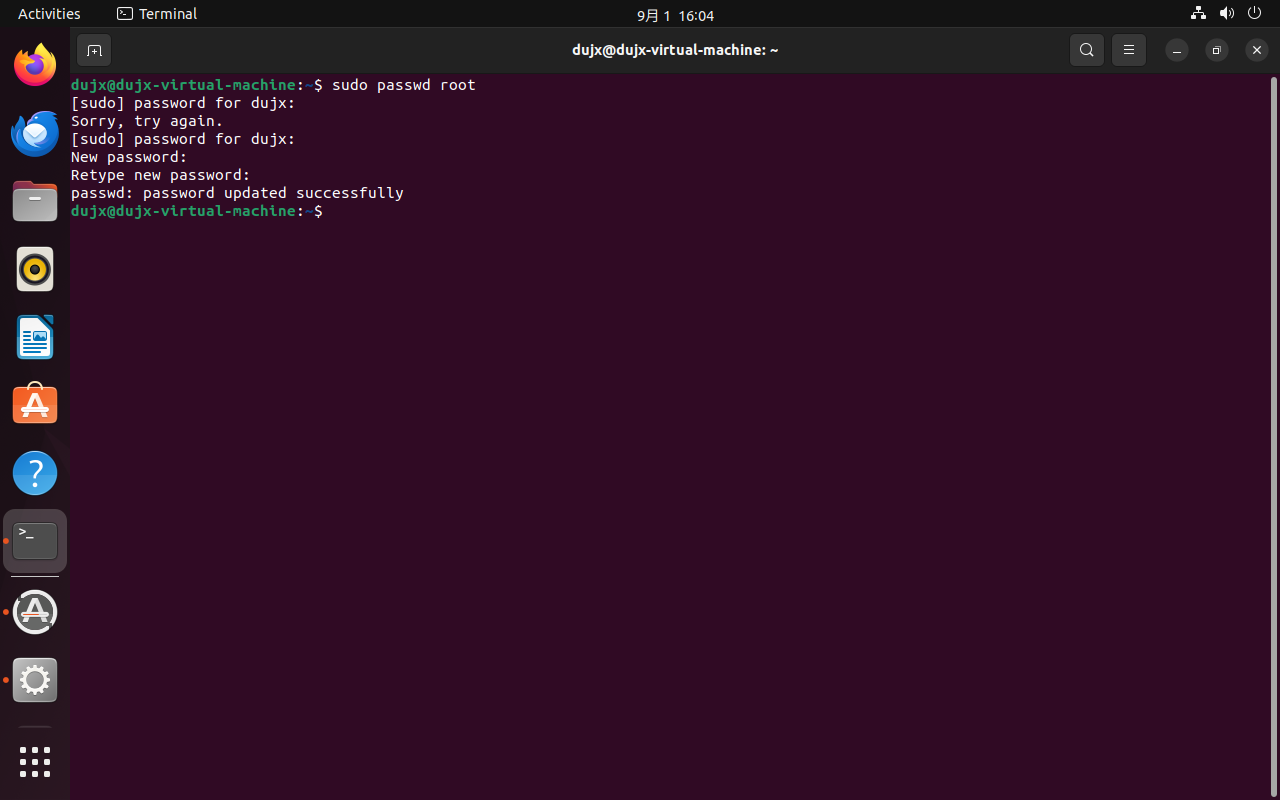 Activities
Terminal
9月 1 16:04
dujx@dujx-virtual-machine: ~
dujx@dujx-virtual-machine:~$ sudo passwd root
[sudo] password for dujx:
Sorry, try again.
[sudo] password for dujx:
New password:
Retype new password:
passwd: password updated successfully
dujx@dujx-virtual-machine:~$